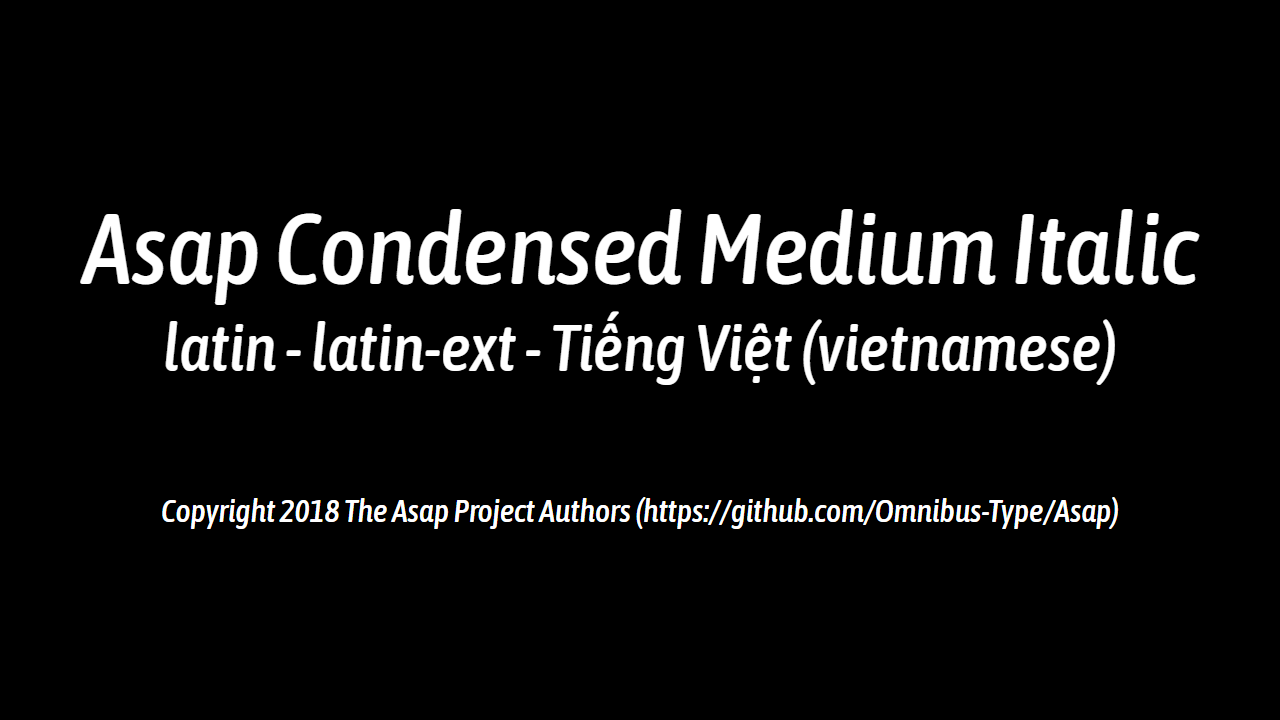 Asap Condensed Medium Italic
latin - latin-ext - Tiếng Việt (vietnamese)
Copyright 2018 The Asap Project Authors (https://github.com/Omnibus-Type/Asap)